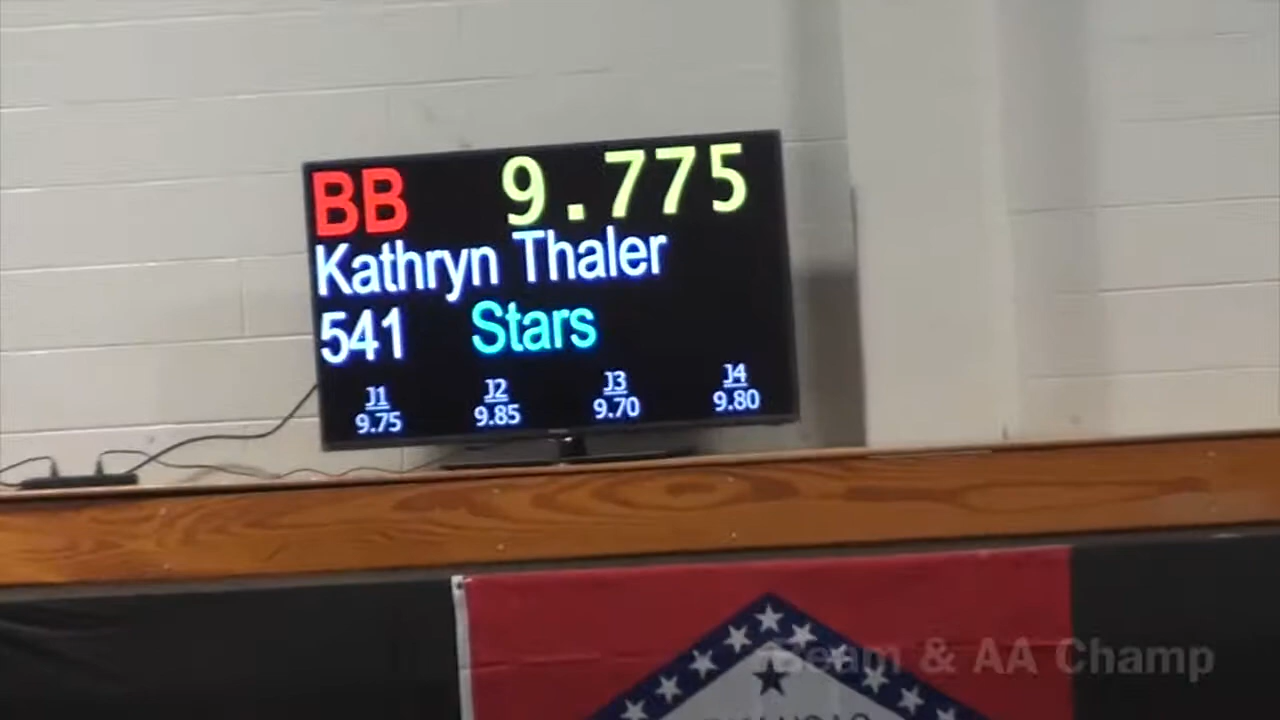 BB 9.775
Kathryn Thaler
541 Stars
J1 J2 J3 J4
9.75 9.85 9.70 9.80
Beam & AA Champ